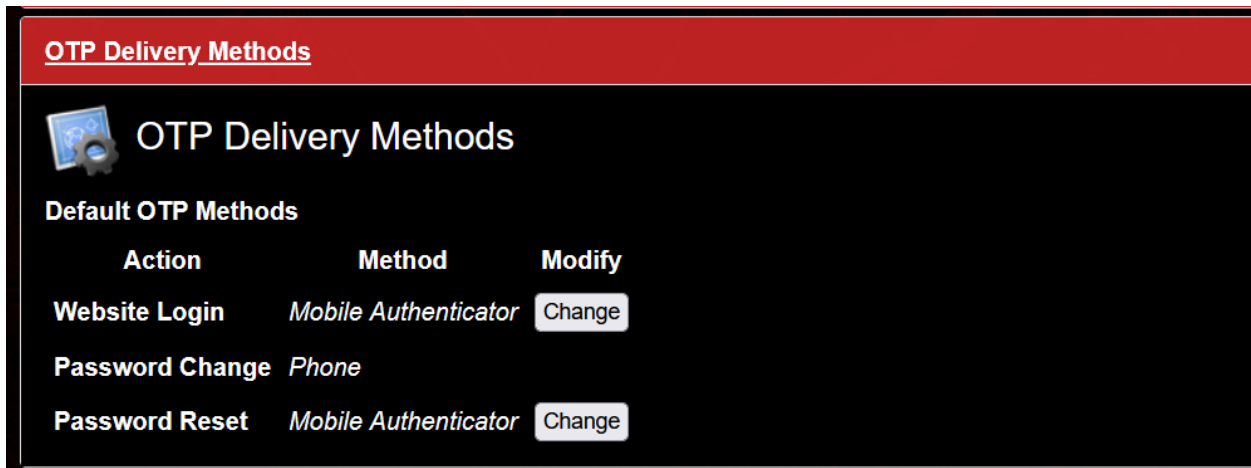 OTP Delivery Methods
OTP Delivery Methods
Default OTP Methods
Action Method Modify
Website Login Mobile Authenticator Change
Password Change Phone
Password Reset Mobile Authenticator Change